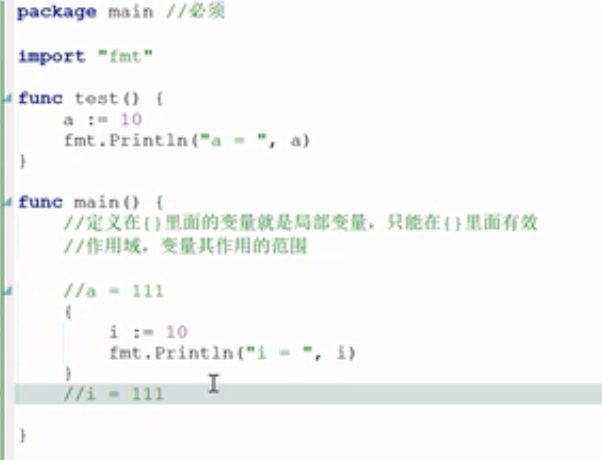 package main //必须
import "fmt"
func test() {
a := 10
fmt.Println("a = ", a)
}
func main() {
//定义在{}里面的变量就是局部变量，只能在{}里面有效
//作用域，变量其作用的范围
//a = 111
{
i := 10
fmt.Println("i = ", i)
}
//i = 111
}